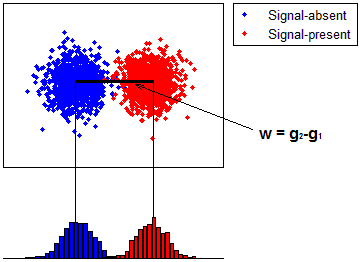 Signal-absent
Signal-present
w = g₂-g₁